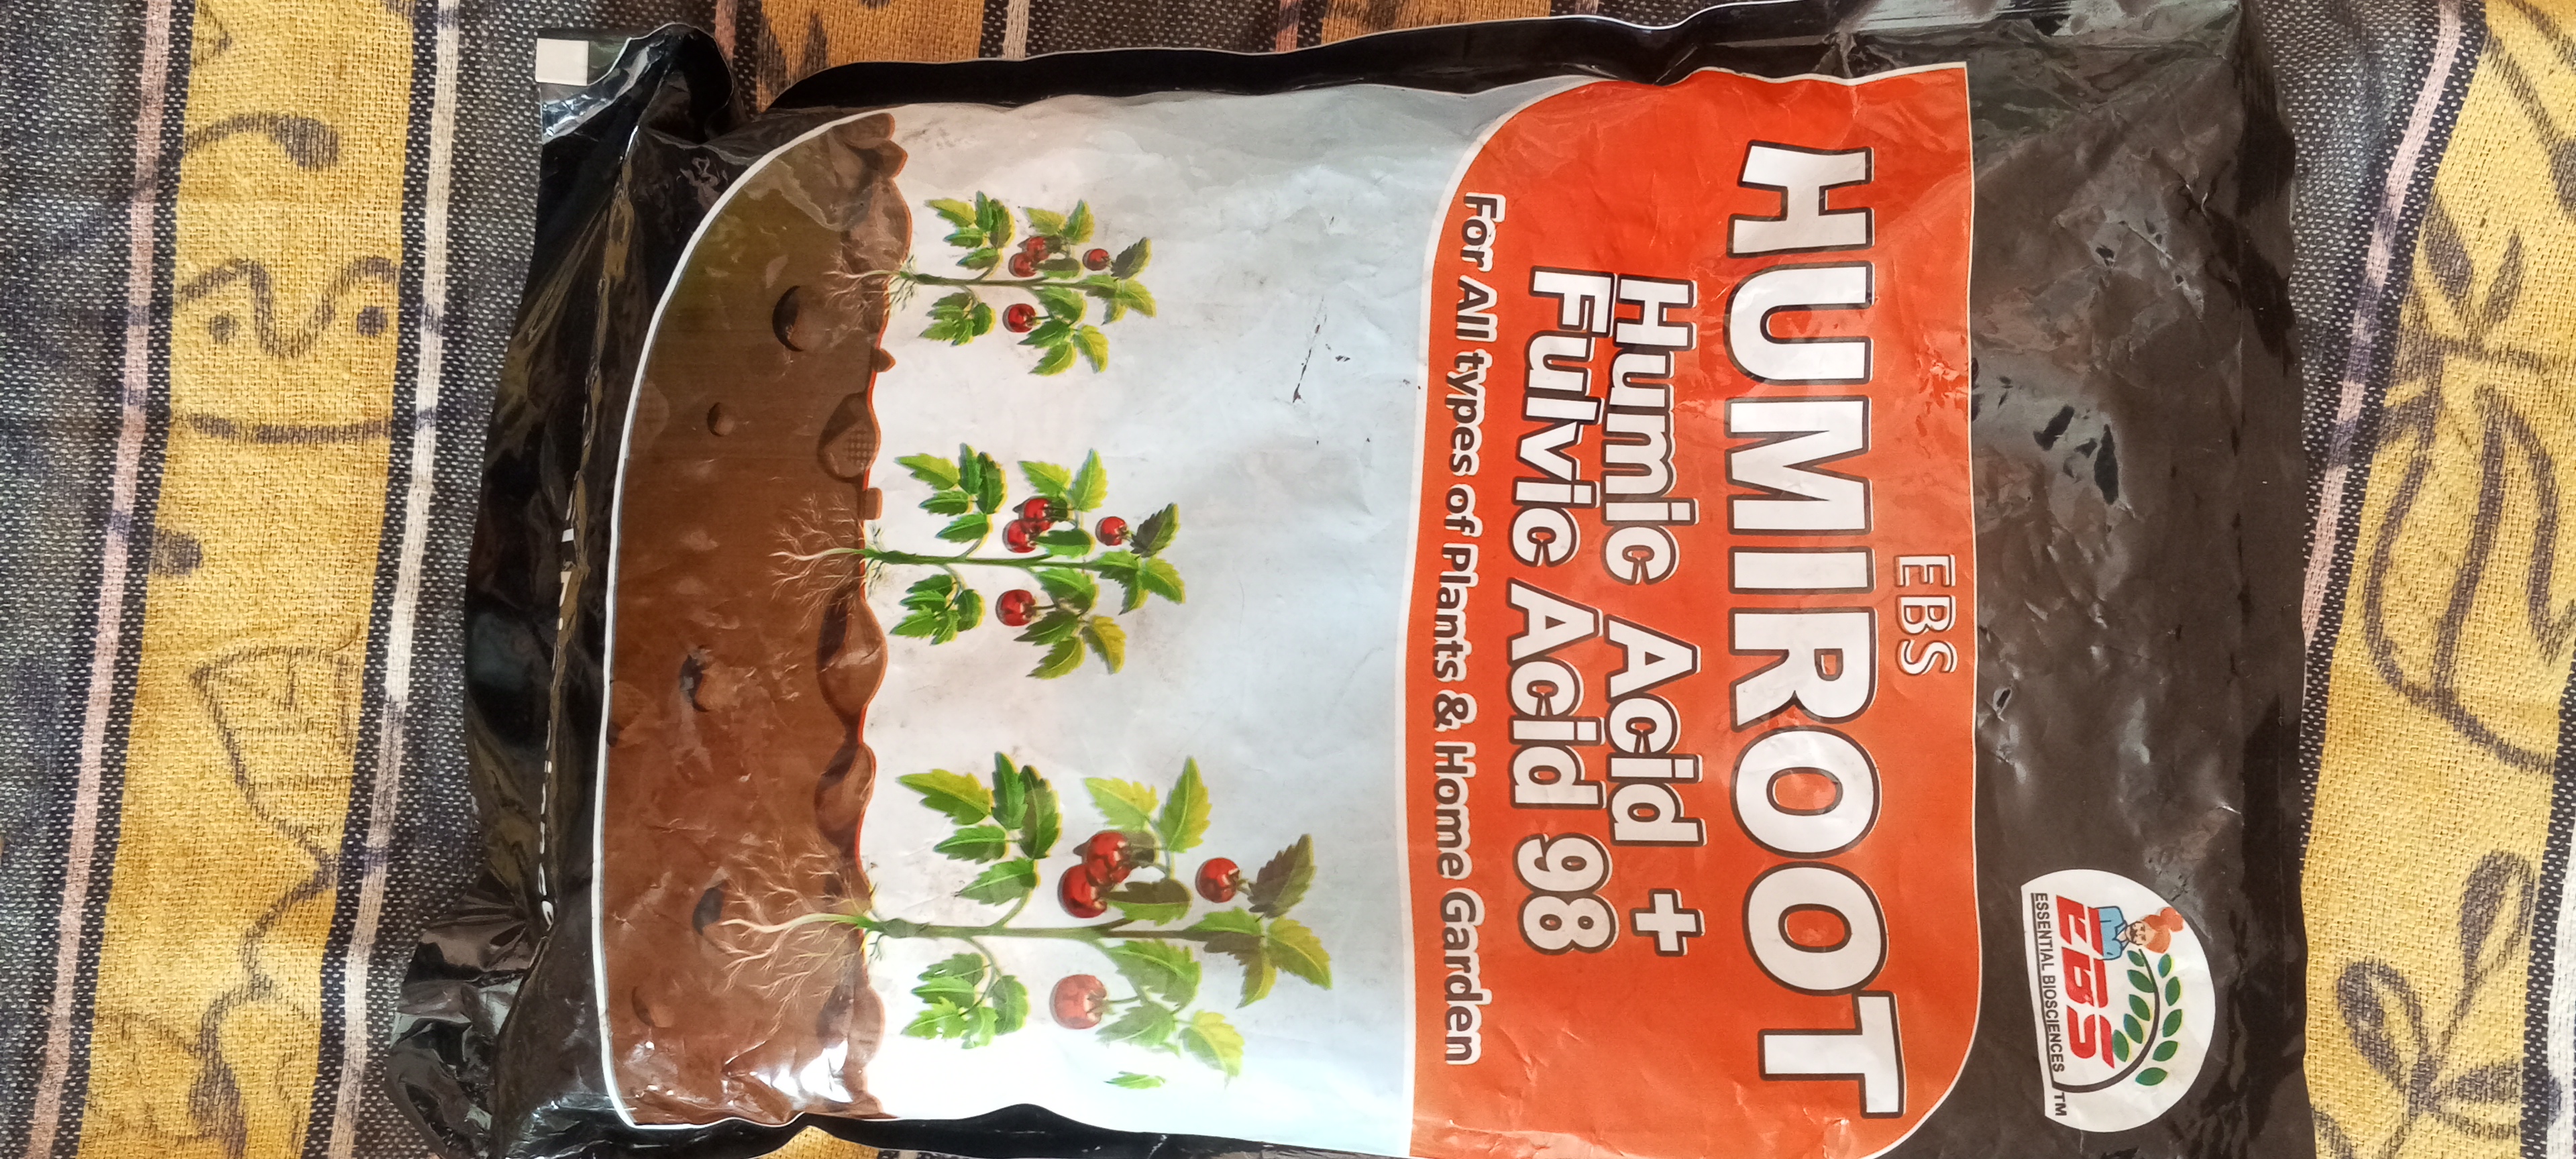 EBS
ESSENTIAL BIOSCIENCES TM
EBS
HUMIROOT
Humic Acid +
Fulvic Acid 98
For All types of Plants & Home Garden